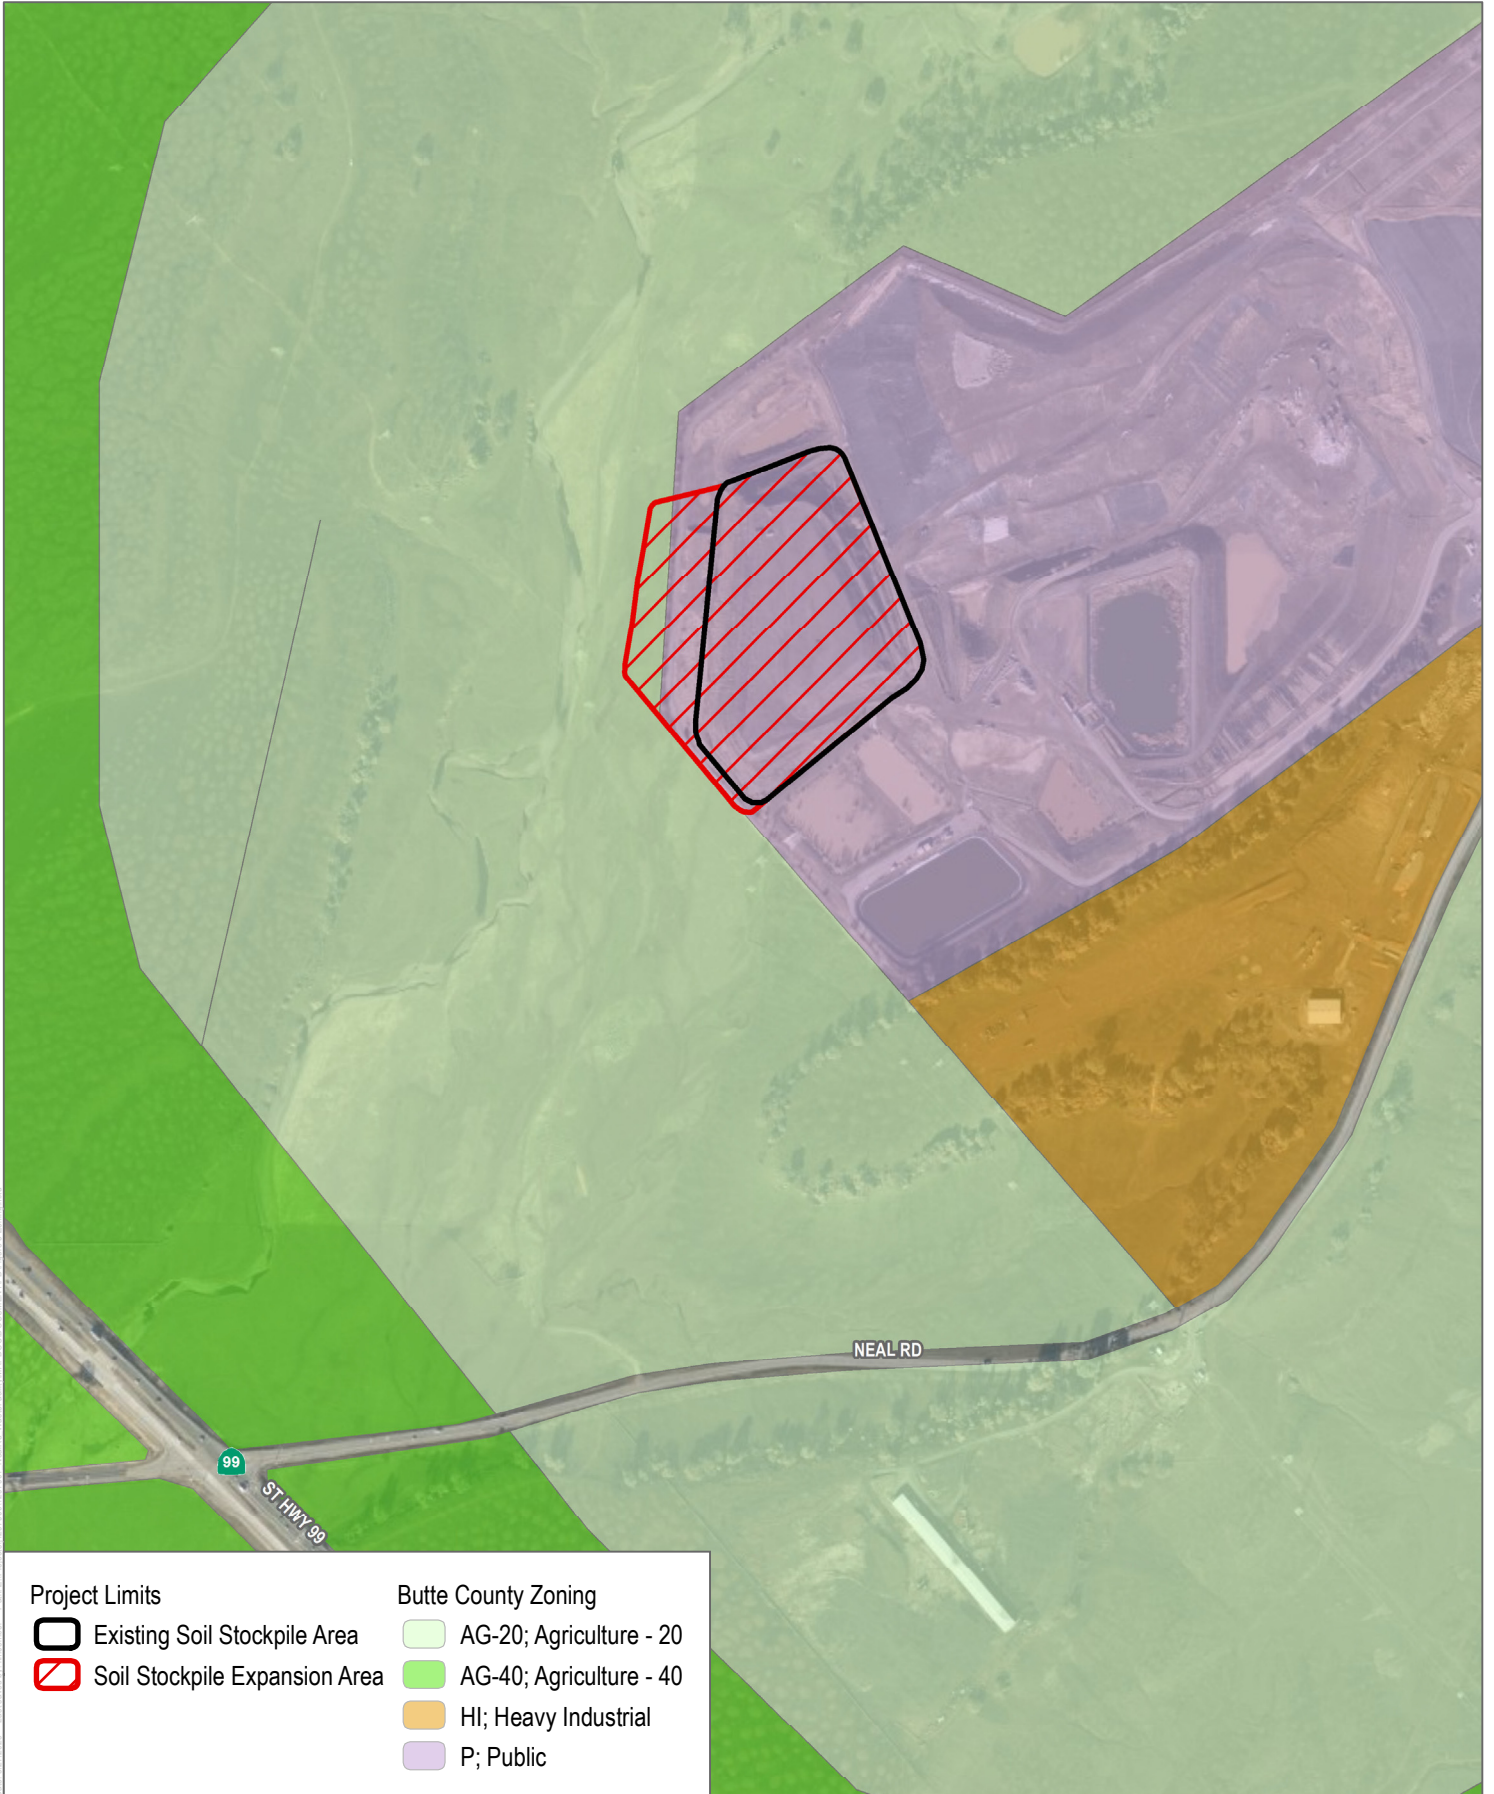 NEAL RD
99
ST HWY 99
Project Limits
Existing Soil Stockpile Area
Soil Stockpile Expansion Area
Butte County Zoning
AG-20; Agriculture - 20
AG-40; Agriculture - 40
HI; Heavy Industrial
P; Public